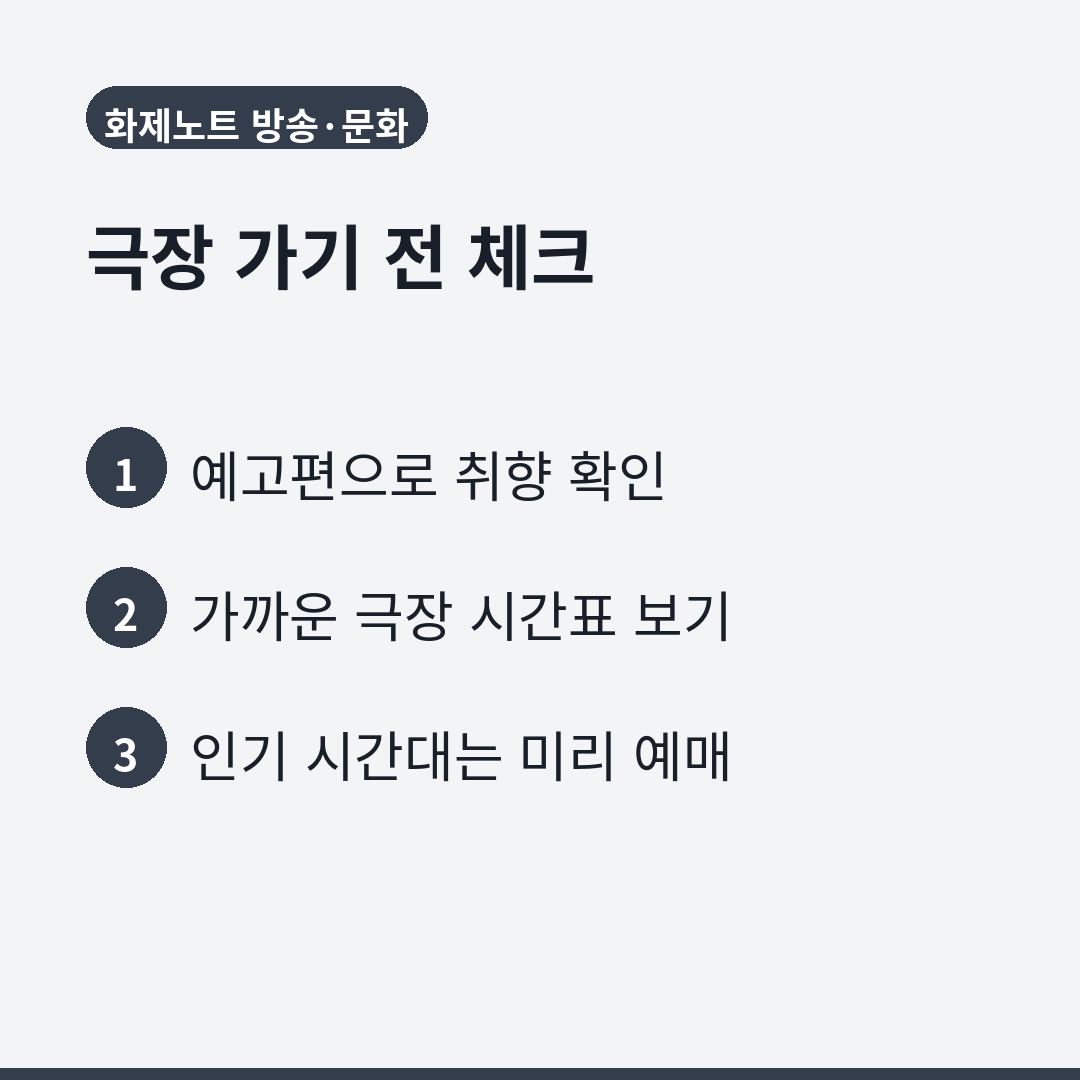 화제노트 방송·문화
극장 가기 전 체크
1 예고편으로 취향 확인
2 가까운 극장 시간표 보기
3 인기 시간대는 미리 예매